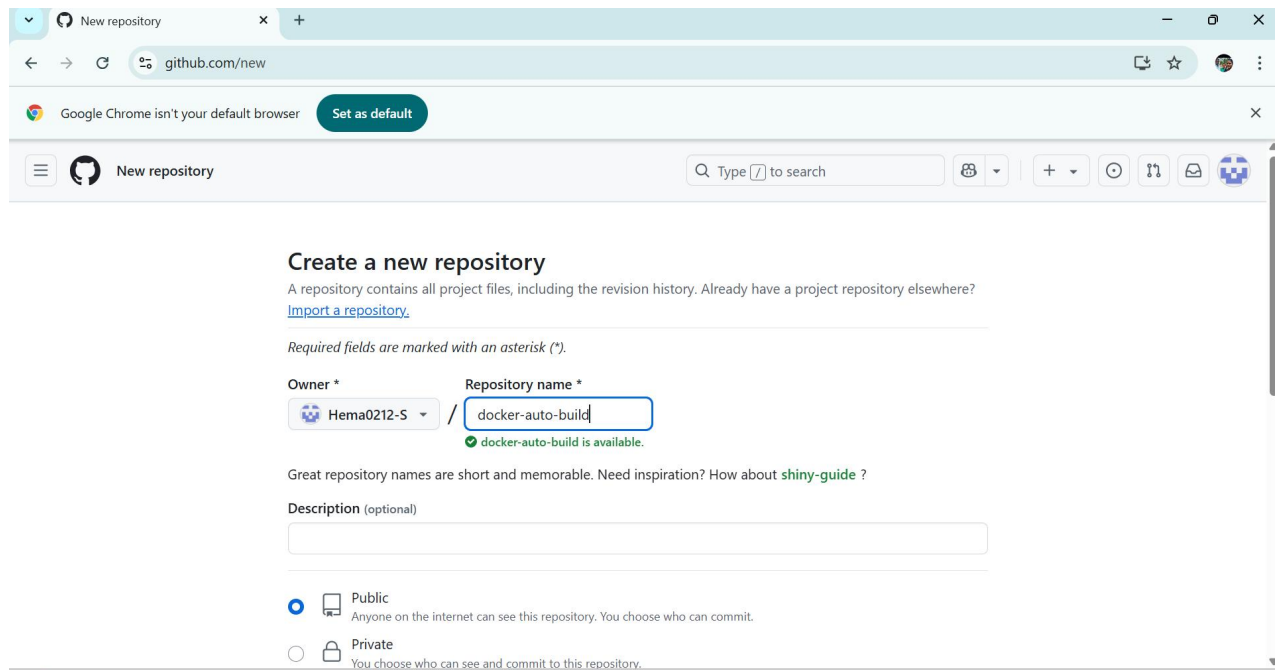 New repository
github.com/new
Google Chrome isn't your default browser
Set as default
New repository
Type / to search
Create a new repository
A repository contains all project files, including the revision history. Already have a project repository elsewhere?
Import a repository.
Required fields are marked with an asterisk (*).
Owner * Repository name *
Hema0212-S / docker-auto-build
docker-auto-build is available.
Great repository names are short and memorable. Need inspiration? How about shiny-guide ?
Description (optional)
Public
Anyone on the internet can see this repository. You choose who can commit.
Private
You choose who can see and commit to this repository.